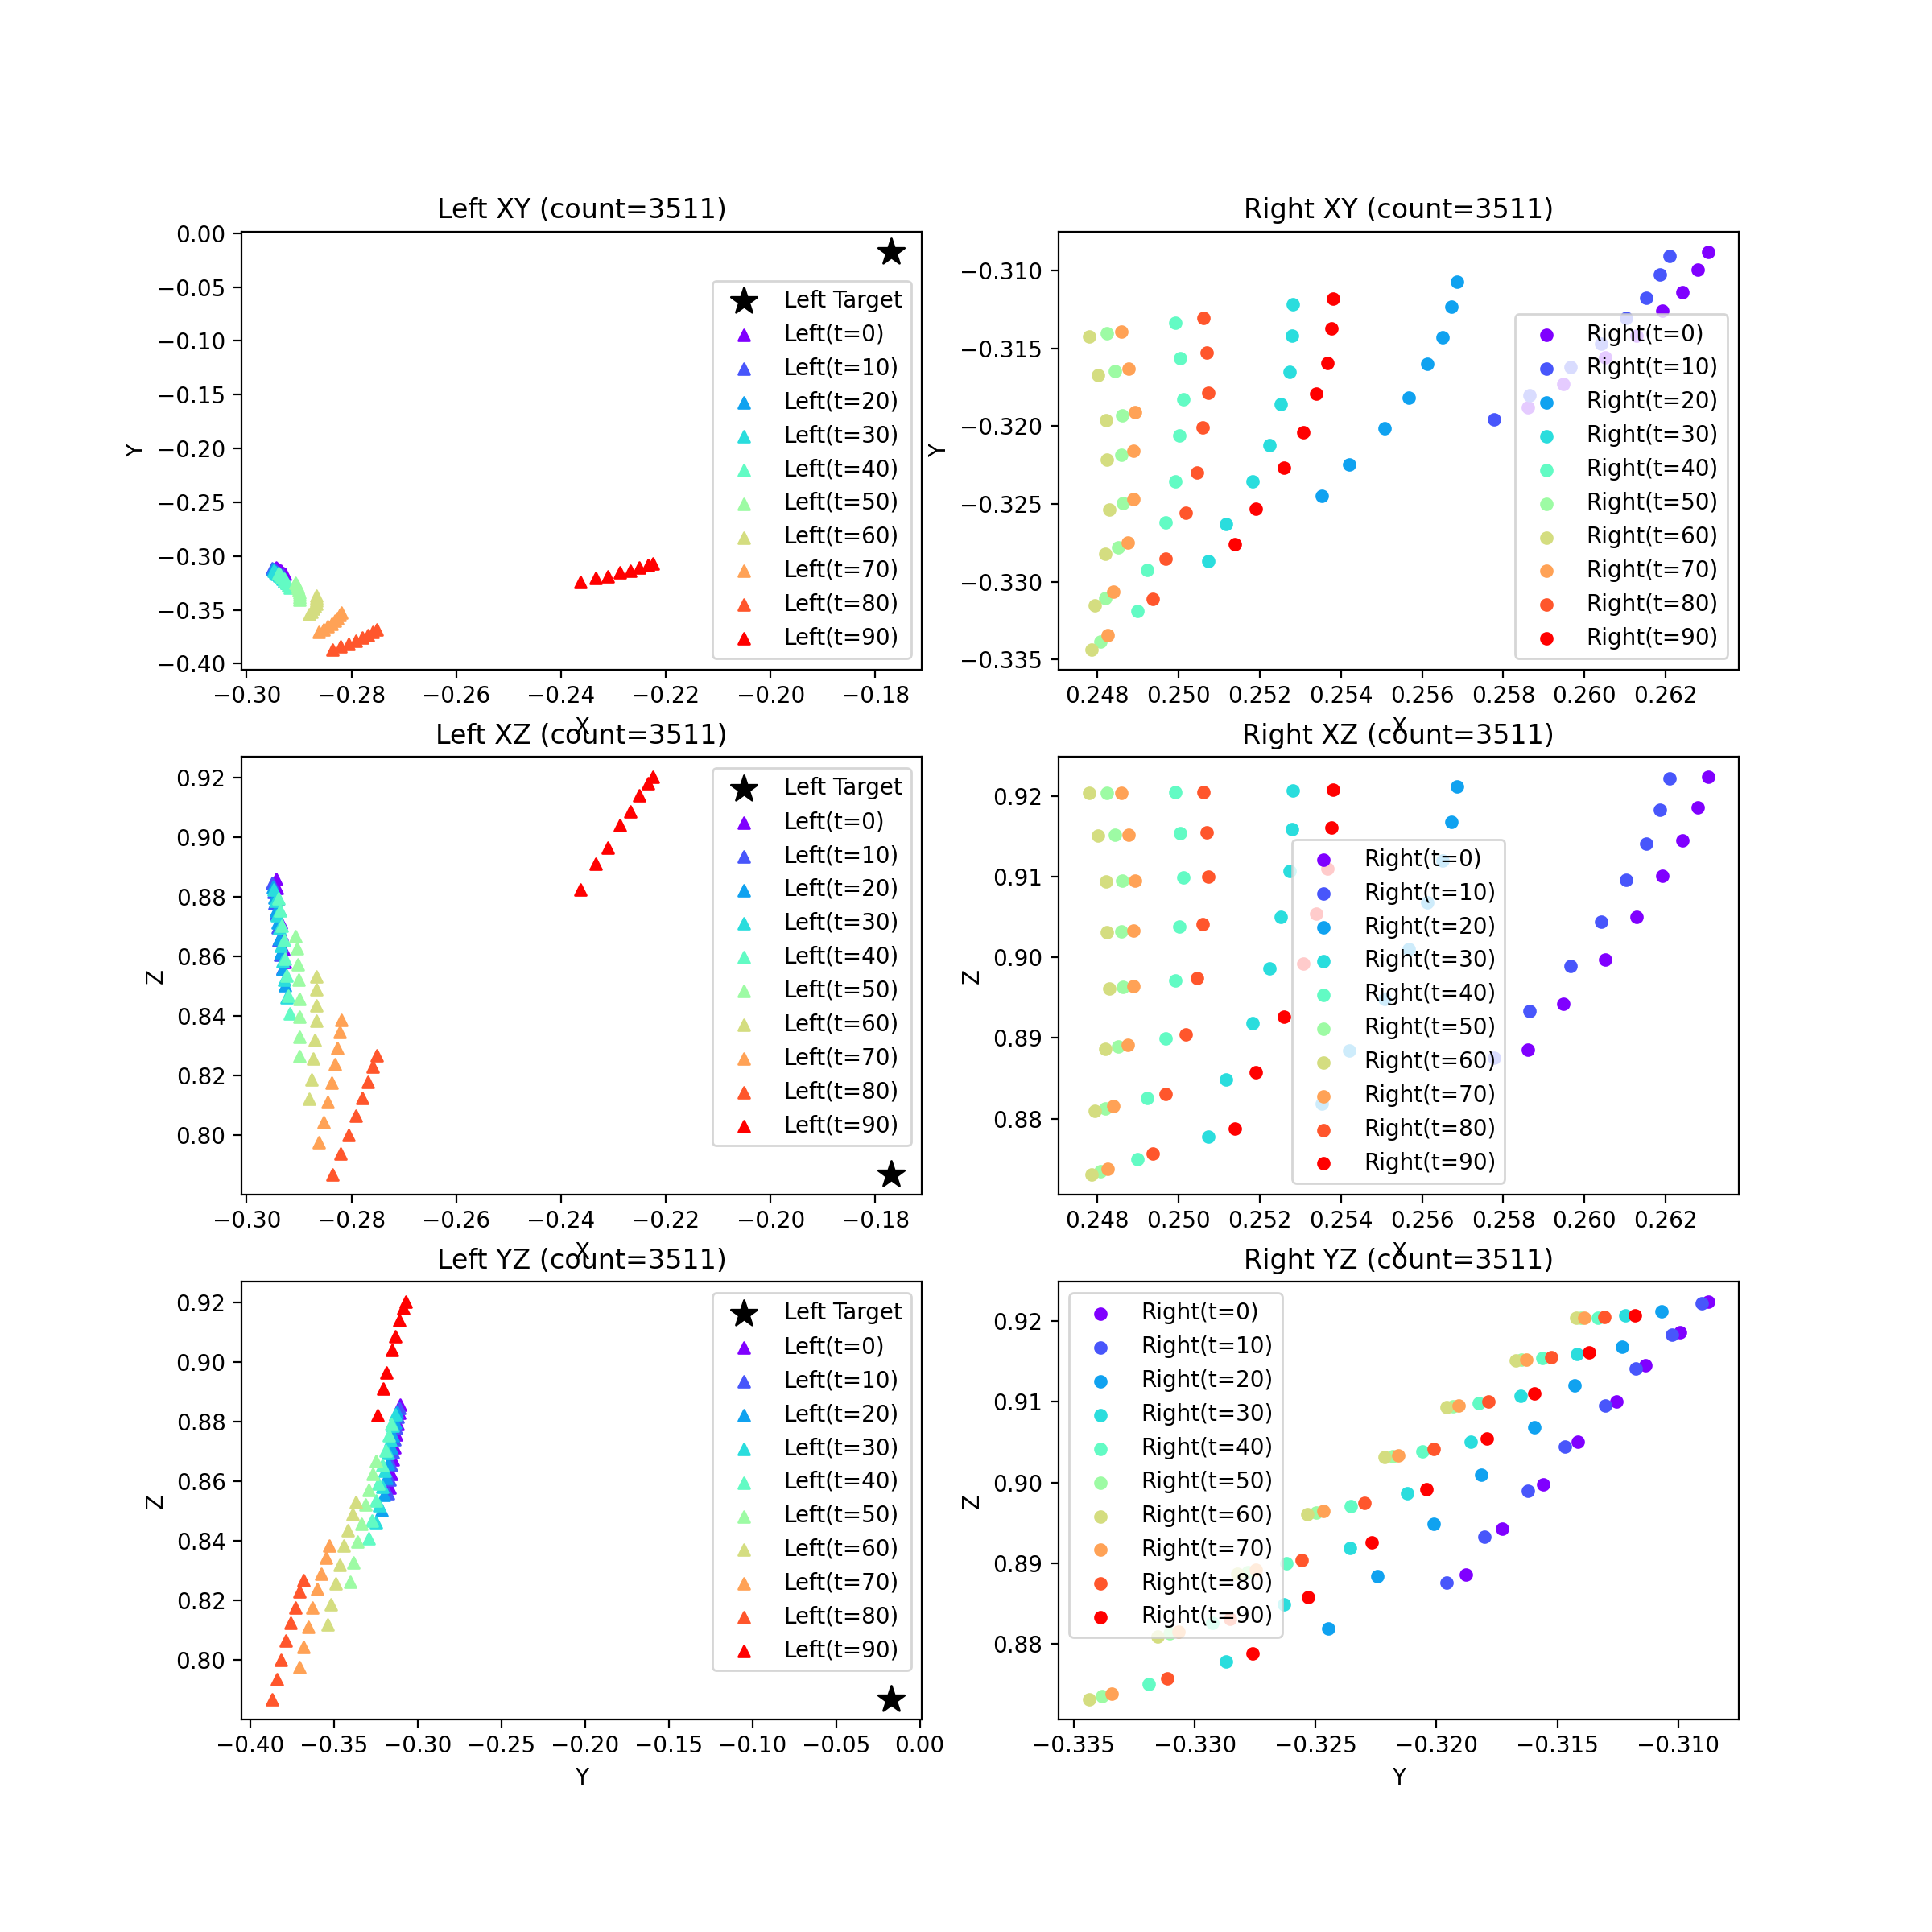 Left XY (count=3511)
0.00
−0.05
−0.10
−0.15
−0.20
−0.25
−0.30
−0.35
−0.40
Y
Left Target
Left(t=0)
Left(t=10)
Left(t=20)
Left(t=30)
Left(t=40)
Left(t=50)
Left(t=60)
Left(t=70)
Left(t=80)
Left(t=90)
−0.30 −0.28 −0.26 −0.24 −0.22 −0.20 −0.18
X
Right XY (count=3511)
−0.310
−0.315
−0.320
−0.325
−0.330
−0.335
Y
Right(t=0)
Right(t=10)
Right(t=20)
Right(t=30)
Right(t=40)
Right(t=50)
Right(t=60)
Right(t=70)
Right(t=80)
Right(t=90)
0.248 0.250 0.252 0.254 0.256 0.258 0.260 0.262
X
Left XZ (count=3511)
0.92
0.90
0.88
0.86
0.84
0.82
0.80
Z
Left Target
Left(t=0)
Left(t=10)
Left(t=20)
Left(t=30)
Left(t=40)
Left(t=50)
Left(t=60)
Left(t=70)
Left(t=80)
Left(t=90)
−0.30 −0.28 −0.26 −0.24 −0.22 −0.20 −0.18
X
Right XZ (count=3511)
0.92
0.91
0.90
0.89
0.88
Z
Right(t=0)
Right(t=10)
Right(t=20)
Right(t=30)
Right(t=40)
Right(t=50)
Right(t=60)
Right(t=70)
Right(t=80)
Right(t=90)
0.248 0.250 0.252 0.254 0.256 0.258 0.260 0.262
X
Left YZ (count=3511)
0.92
0.90
0.88
0.86
0.84
0.82
0.80
Z
Left Target
Left(t=0)
Left(t=10)
Left(t=20)
Left(t=30)
Left(t=40)
Left(t=50)
Left(t=60)
Left(t=70)
Left(t=80)
Left(t=90)
−0.40 −0.35 −0.30 −0.25 −0.20 −0.15 −0.10 −0.05 0.00
Y
Right YZ (count=3511)
0.92
0.91
0.90
0.89
0.88
Z
Right(t=0)
Right(t=10)
Right(t=20)
Right(t=30)
Right(t=40)
Right(t=50)
Right(t=60)
Right(t=70)
Right(t=80)
Right(t=90)
−0.335 −0.330 −0.325 −0.320 −0.315 −0.310
Y